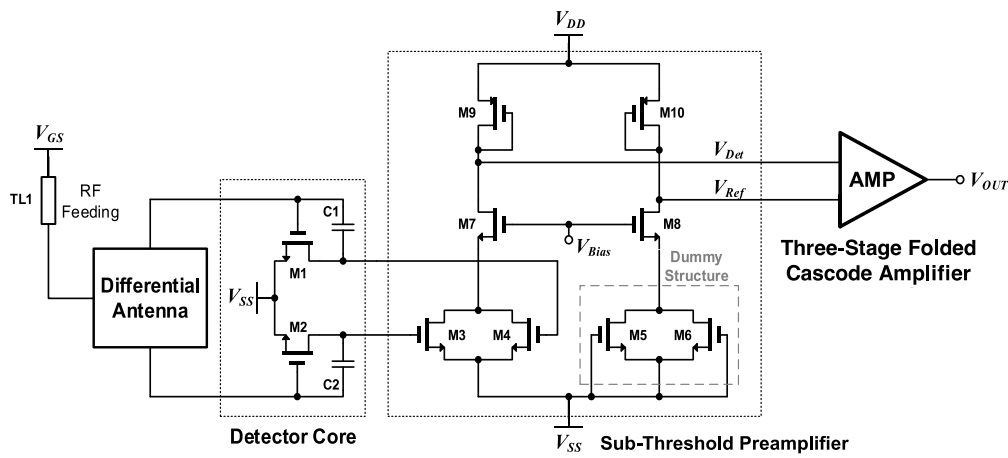 V_DD
M9
M10
V_GS
V_Det
AMP
V_OUT
TL1
RF
Feeding
V_Ref
C1
M7
M8
V_Bias
Three-Stage Folded
Cascode Amplifier
Dummy
Structure
M1
Differential
Antenna
V_SS
M2
M3
M4
M5
M6
C2
Detector Core
V_SS
Sub-Threshold Preamplifier